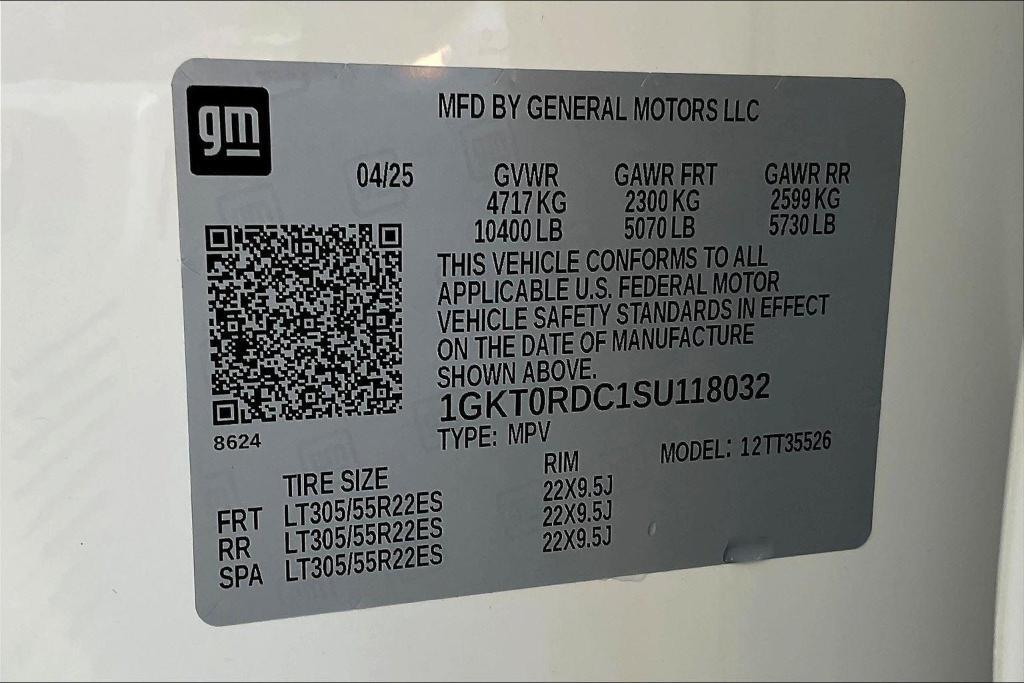 gm
MFD BY GENERAL MOTORS LLC
04/25 GVWR GAWR FRT GAWR RR
4717 KG 2300 KG 2599 KG
10400 LB 5070 LB 5730 LB
THIS VEHICLE CONFORMS TO ALL
APPLICABLE U.S. FEDERAL MOTOR
VEHICLE SAFETY STANDARDS IN EFFECT
ON THE DATE OF MANUFACTURE
SHOWN ABOVE.
1GKT0RDC1SU118032
8624
TYPE: MPV MODEL: 12TT35526
TIRE SIZE RIM
FRT LT305/55R22ES 22X9.5J
RR LT305/55R22ES 22X9.5J
SPA LT305/55R22ES 22X9.5J